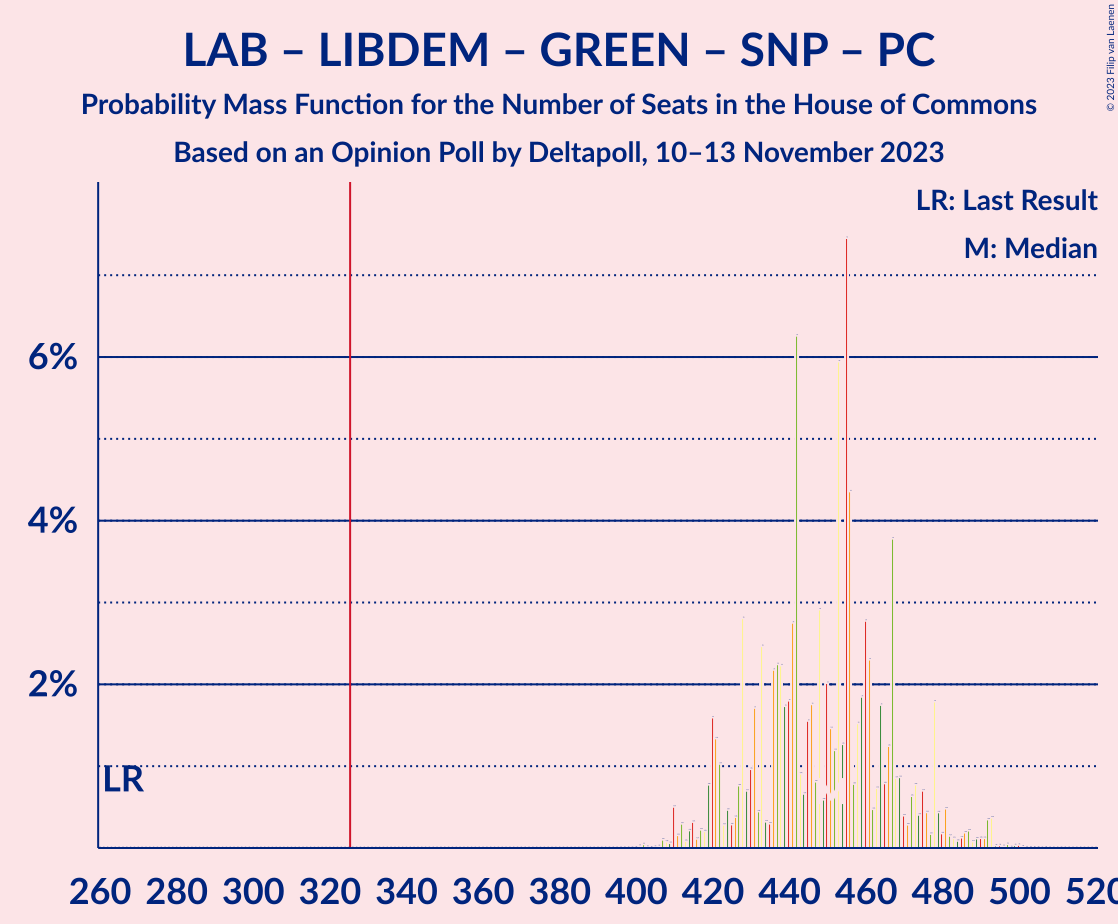 LAB – LIBDEM – GREEN – SNP – PC
Probability Mass Function for the Number of Seats in the House of Commons
Based on an Opinion Poll by Deltapoll, 10–13 November 2023
© 2023 Filip van Laenen
LR: Last Result
M: Median
6%
4%
2%
LR
260 280 300 320 340 360 380 400 420 440 460 480 500 520